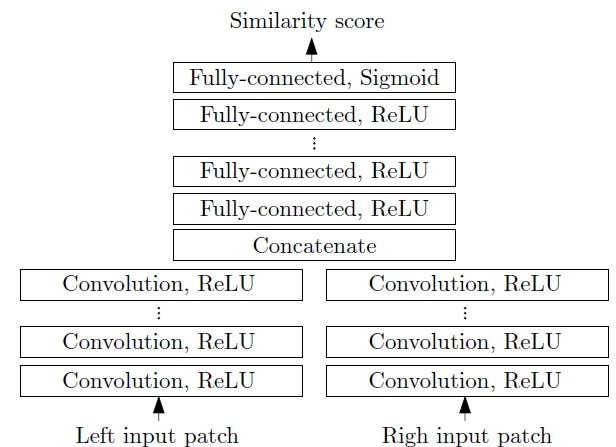 Similarity score
Fully-connected, Sigmoid
Fully-connected, ReLU
⋮
Fully-connected, ReLU
Fully-connected, ReLU
Concatenate
Convolution, ReLU Convolution, ReLU
⋮ ⋮
Convolution, ReLU Convolution, ReLU
Convolution, ReLU Convolution, ReLU
Left input patch Righ input patch